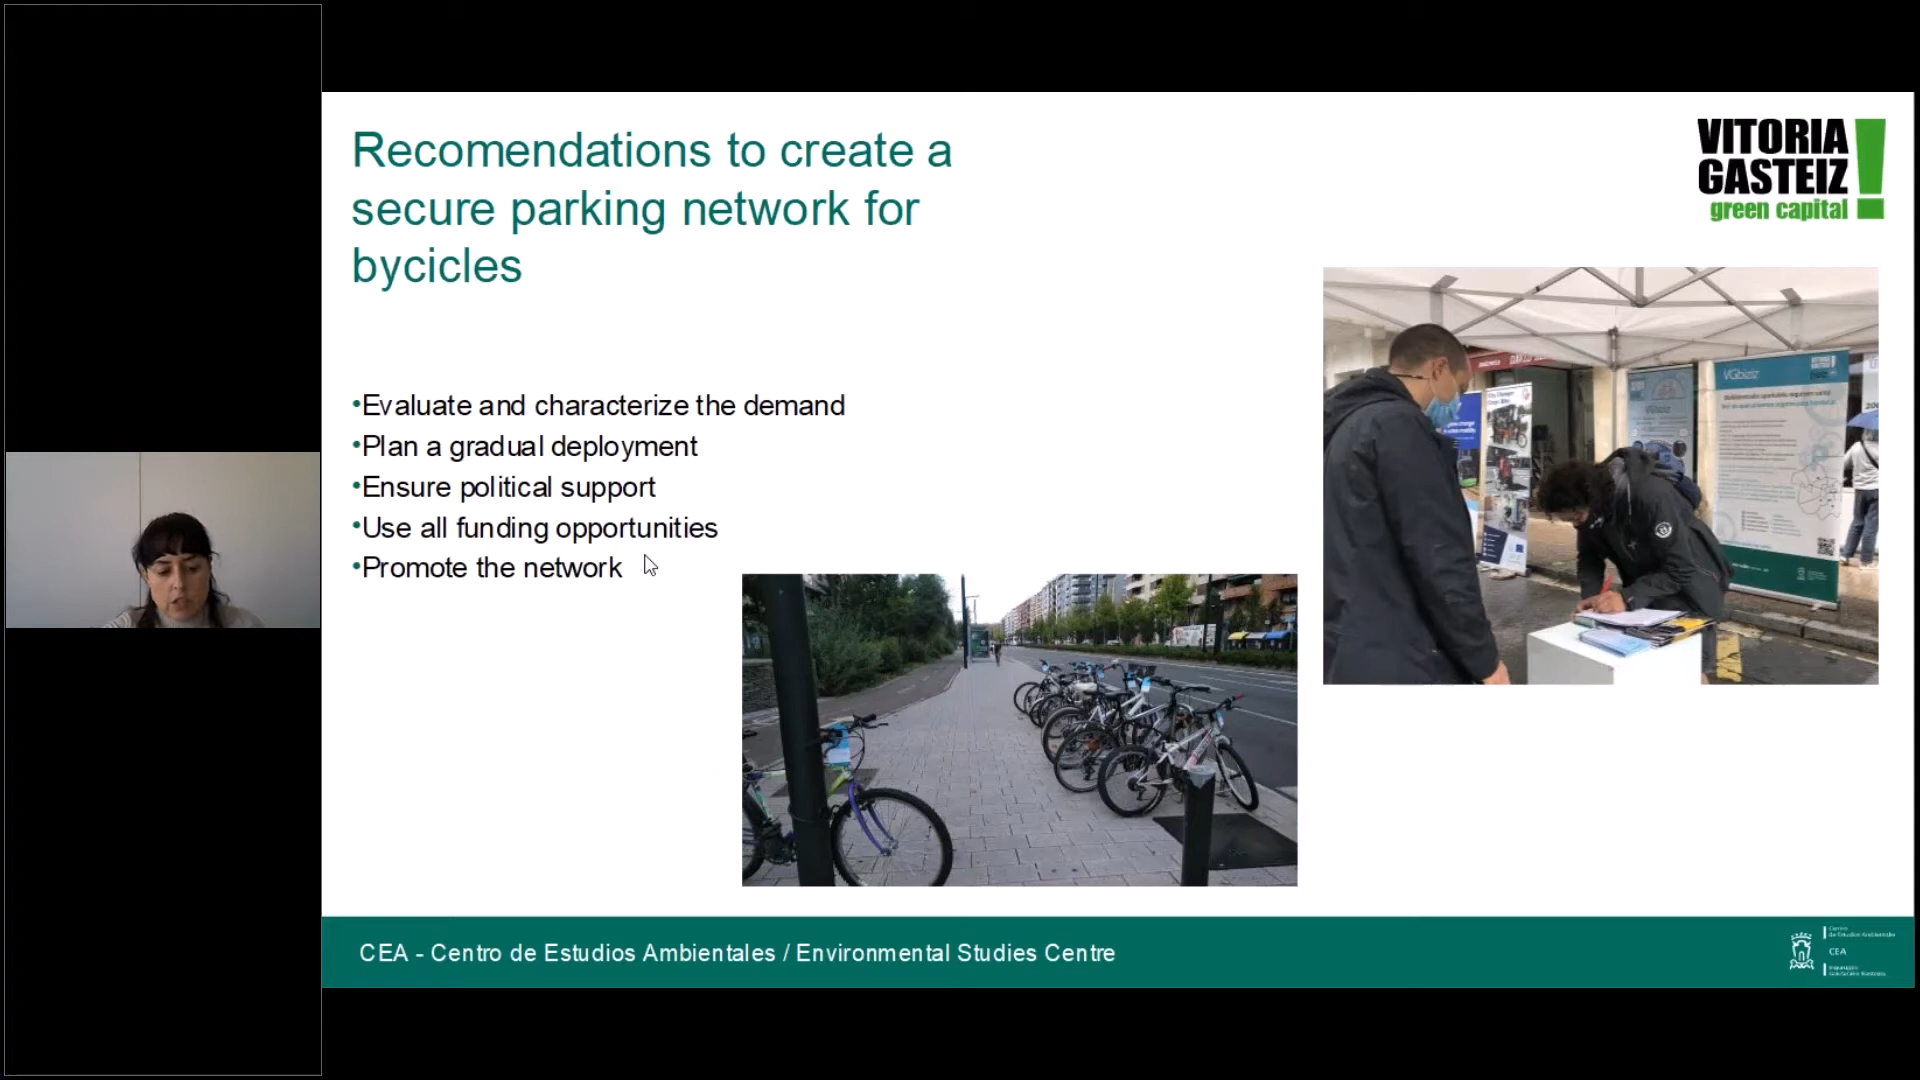 Recomendations to create a
secure parking network for
bycicles
VITORIA
GASTEIZ
green capital
•Evaluate and characterize the demand
•Plan a gradual deployment
•Ensure political support
•Use all funding opportunities
•Promote the network
VGbiziz
CEA - Centro de Estudios Ambientales / Environmental Studies Centre
CEA